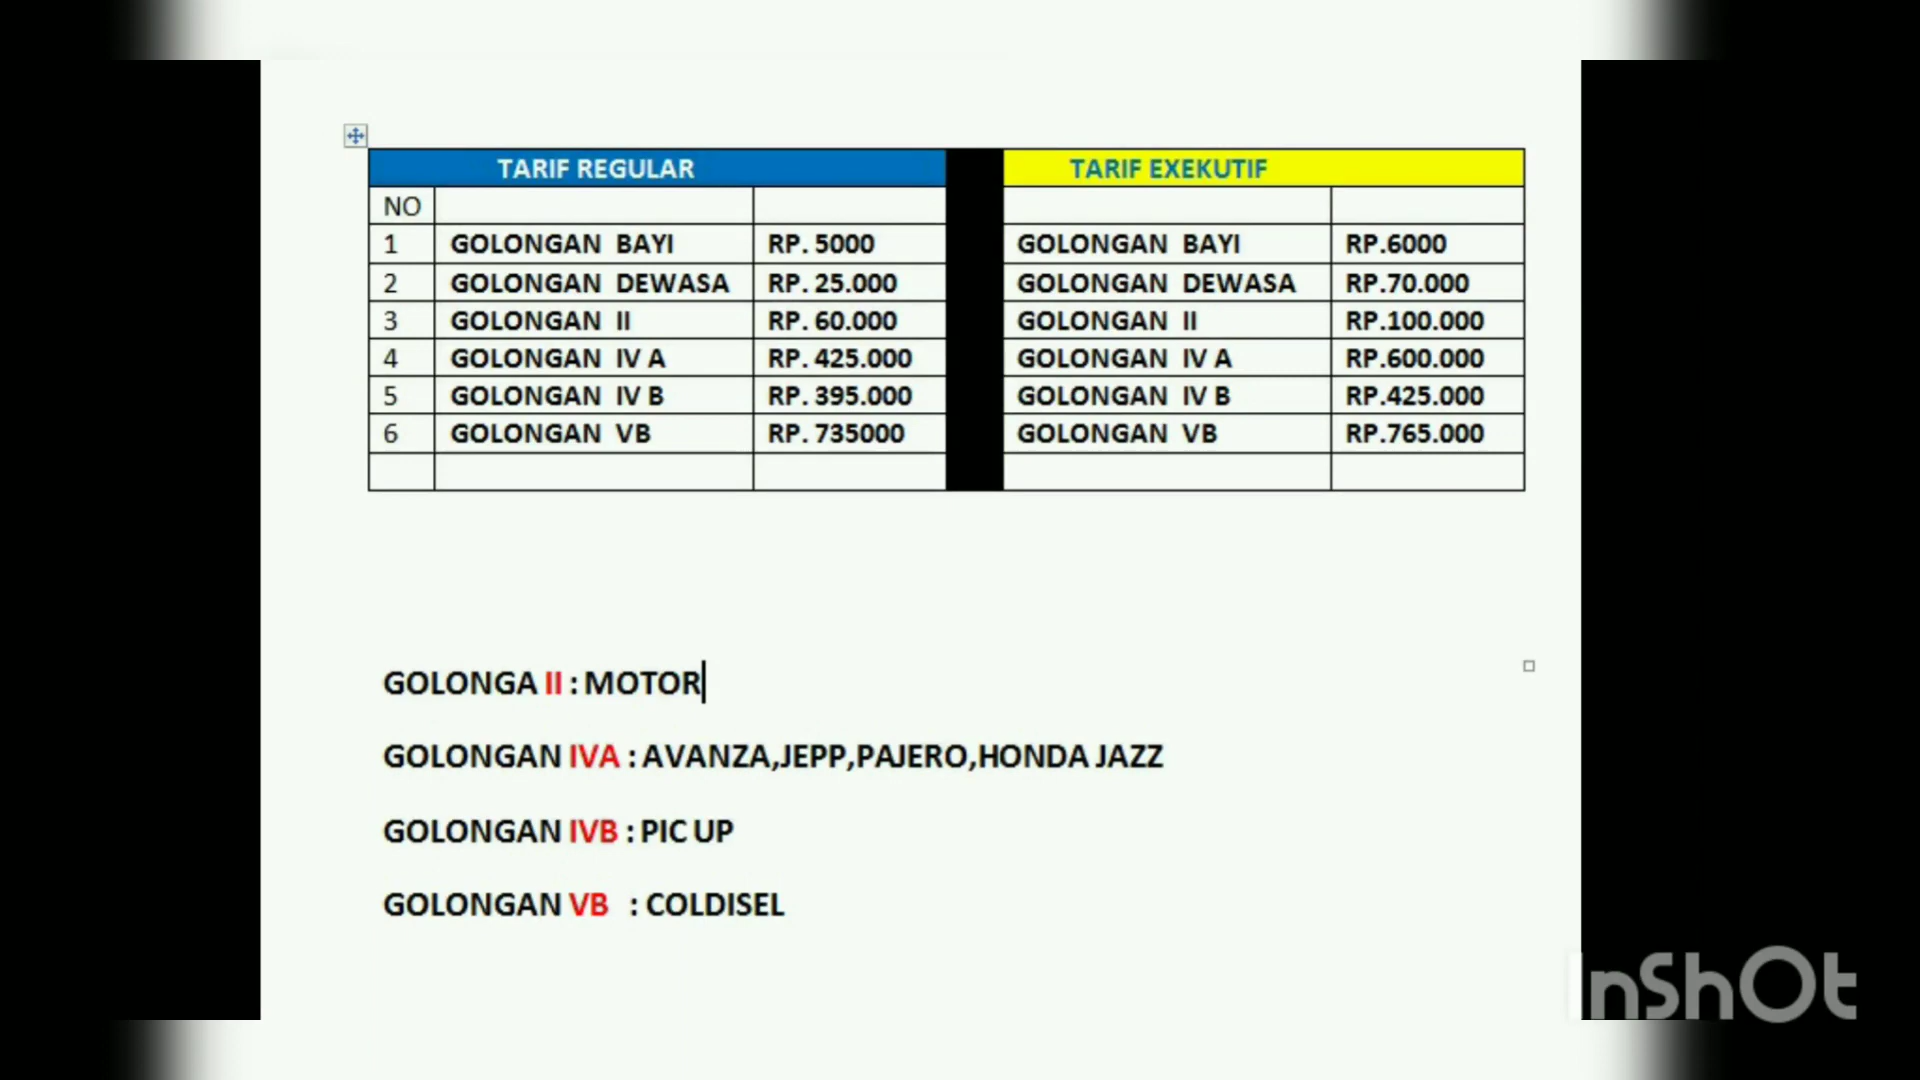 TARIF REGULAR TARIF EXEKUTIF
NO
1 GOLONGAN BAYI RP. 5000 GOLONGAN BAYI RP.6000
2 GOLONGAN DEWASA RP. 25.000 GOLONGAN DEWASA RP.70.000
3 GOLONGAN II RP. 60.000 GOLONGAN II RP.100.000
4 GOLONGAN IV A RP. 425.000 GOLONGAN IV A RP.600.000
5 GOLONGAN IV B RP. 395.000 GOLONGAN IV B RP.425.000
6 GOLONGAN VB RP. 735000 GOLONGAN VB RP.765.000
GOLONGA II : MOTOR
GOLONGAN IVA : AVANZA,JEPP,PAJERO,HONDA JAZZ
GOLONGAN IVB : PIC UP
GOLONGAN VB : COLDISEL
InShOt